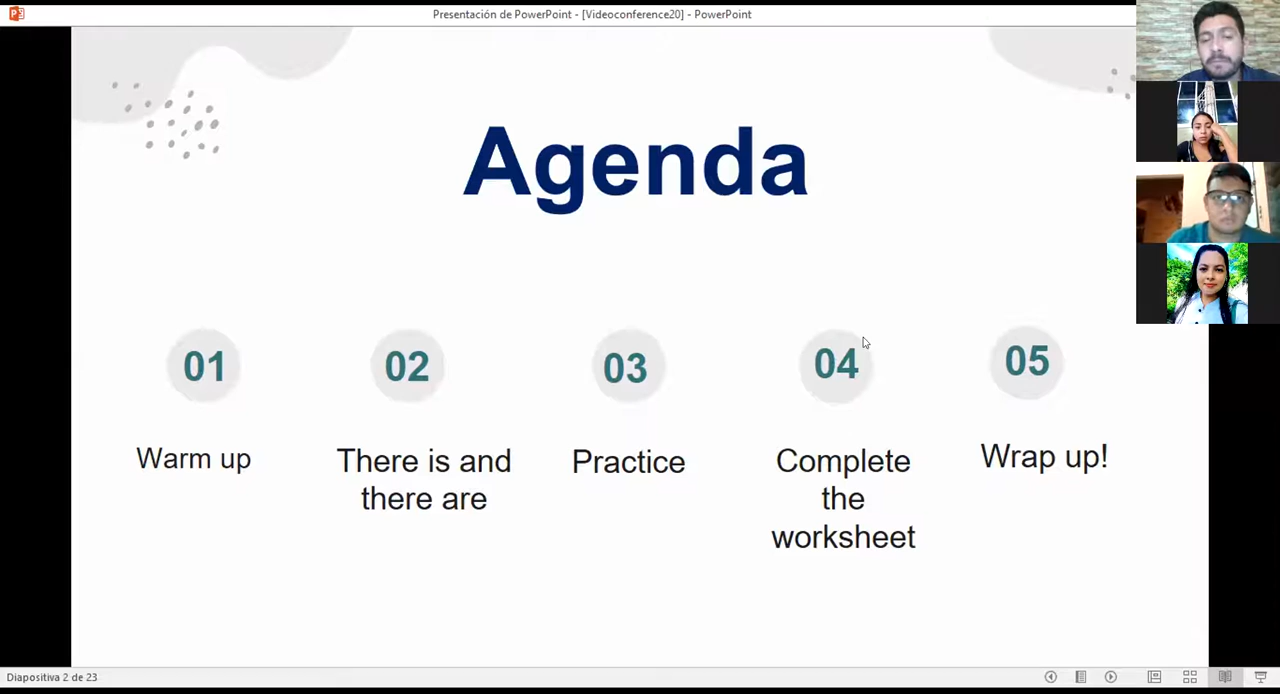 Presentación de PowerPoint - [Videoconference20] - PowerPoint
Agenda
01
02
03
04
05
Warm up
There is and
there are
Practice
Complete
the
worksheet
Wrap up!
Diapositiva 2 de 23